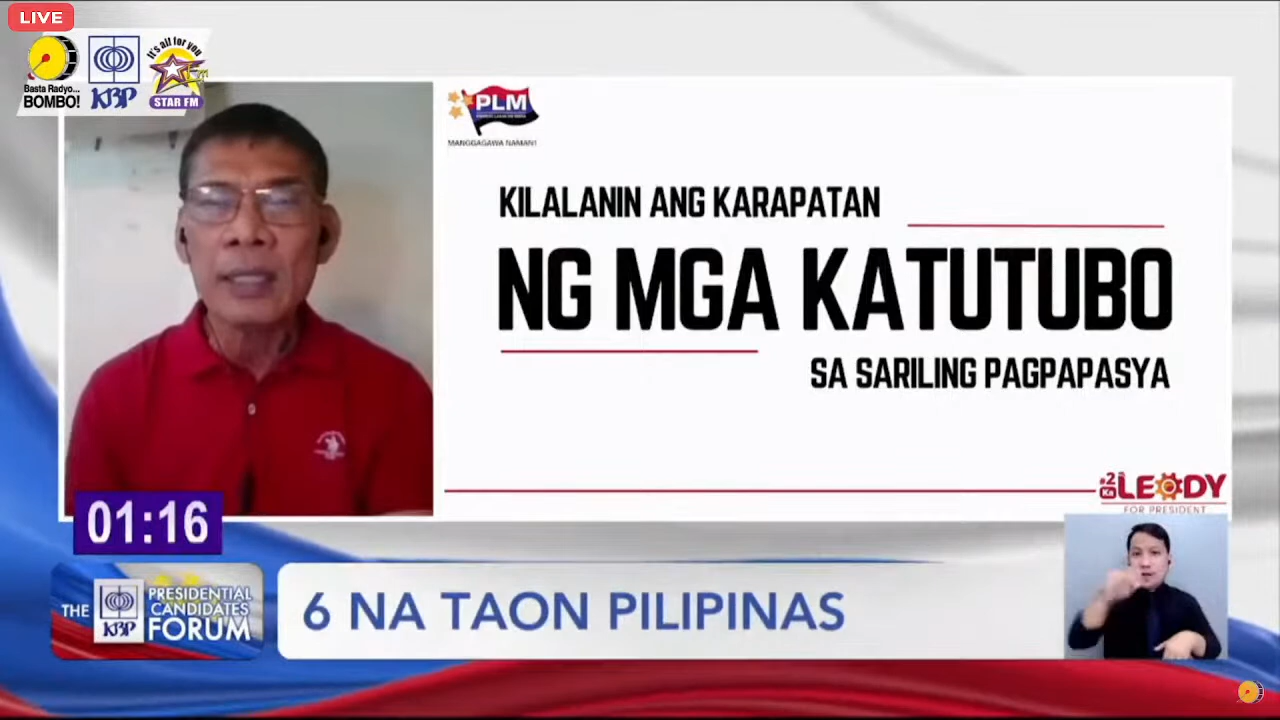 LIVE
Basta Radyo...
BOMBO!
KBP
It's all for you
STAR FM
PLM
MANGGAGAWA NAMAN!
KILALANIN ANG KARAPATAN
NG MGA KATUTUBO
SA SARILING PAGPAPASYA
LEODY
FOR PRESIDENT
01:16
THE
KBP
PRESIDENTIAL
CANDIDATES
FORUM
6 NA TAON PILIPINAS